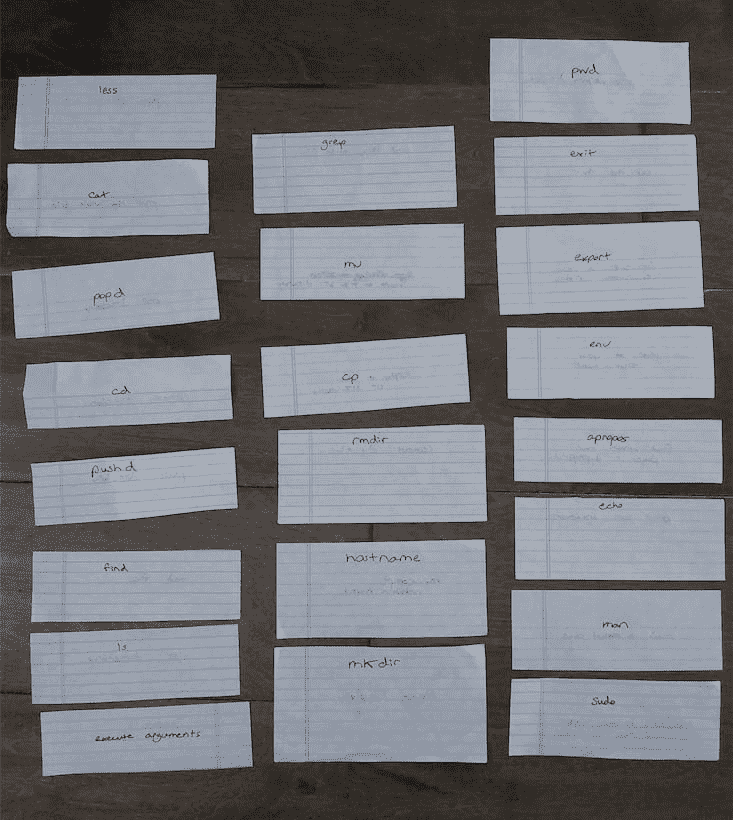 less
cat
popd
cd
pushd
find
ls
execute arguments
grep
mv
cp
rmdir
hostname
mkdir
pwd
exit
export
env
apropos
echo
man
sudo